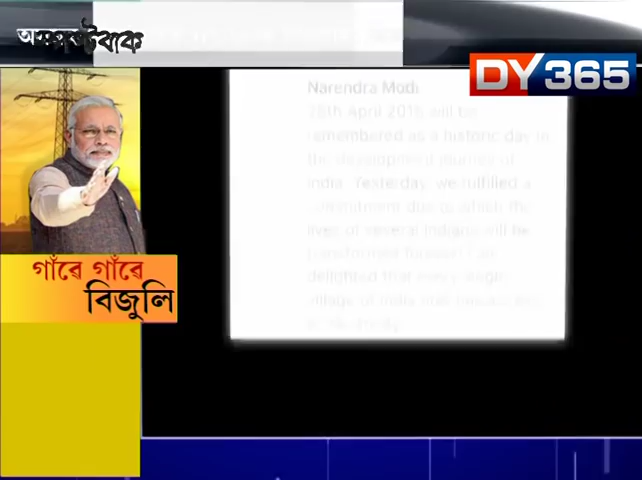 স্পষ্টবাক
DY365
Narendra Modi
28th April 2018 will be
remembered as a historic day in
the development journey of
India. Yesterday, we fulfilled a
commitment due to which the
lives of several Indians will be
transformed forever! I am
delighted that every single
village of India now has access
গাঁৱে গাঁৱে
বিজুলি